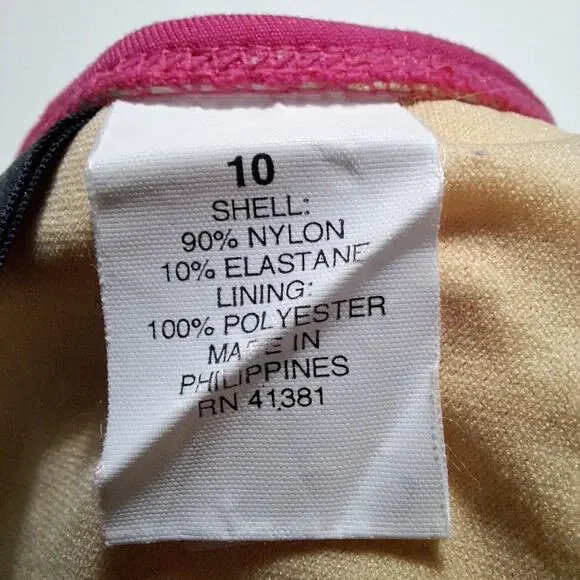 10
SHELL:
90% NYLON
10% ELASTANE
LINING:
100% POLYESTER
MADE IN
PHILIPPINES
RN 41381